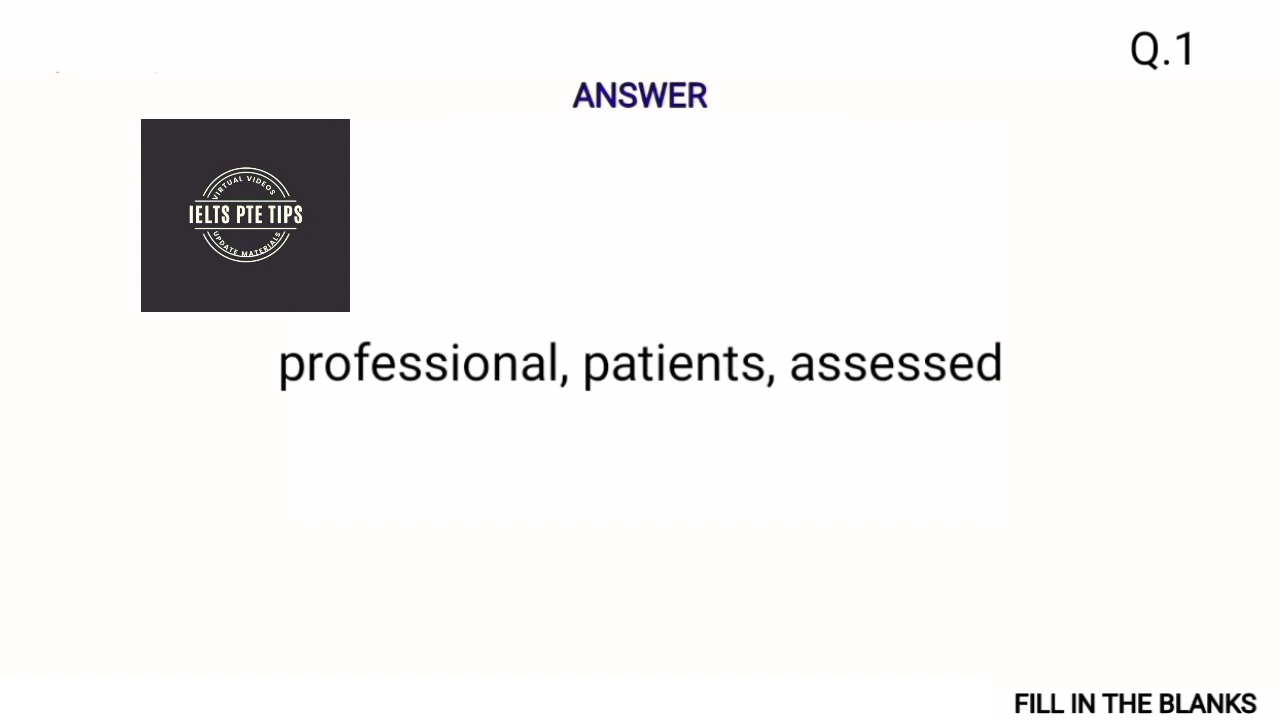 Q.1
ANSWER
VIRTUAL VIDEOS
IELTS PTE TIPS
UPDATE MATERIALS
professional, patients, assessed
FILL IN THE BLANKS